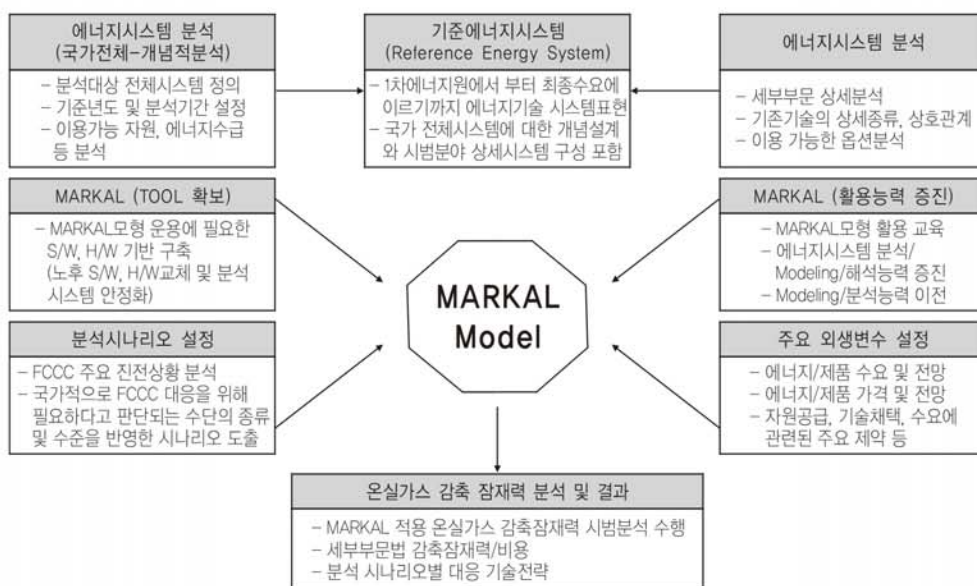 에너지시스템 분석
(국가전체-개념적분석)
- 분석대상 전체시스템 정의
- 기준년도 및 분석기간 설정
- 이용가능 자원, 에너지수급
등 분석
기준에너지시스템
(Reference Energy System)
- 1차에너지원에서 부터 최종수요에
이르기까지 에너지기술 시스템표현
- 국가 전체시스템에 대한 개념설계
와 시범분야 상세시스템 구성 포함
에너지시스템 분석
- 세부부문 상세분석
- 기존기술의 상세종류, 상호관계
- 이용 가능한 옵션분석
MARKAL (TOOL 확보)
- MARKAL모형 운용에 필요한
S/W, H/W 기반 구축
(노후 S/W, H/W교체 및 분석
시스템 안정화)
MARKAL (활용능력 증진)
- MARKAL모형 활용 교육
- 에너지시스템 분석/
Modeling/해석능력 증진
- Modeling/분석능력 이전
MARKAL
Model
분석시나리오 설정
- FCCC 주요 진전상황 분석
- 국가적으로 FCCC 대응을 위해
필요하다고 판단되는 수단의 종류
및 수준을 반영한 시나리오 도출
주요 외생변수 설정
- 에너지/제품 수요 및 전망
- 에너지/제품 가격 및 전망
- 자원공급, 기술채택, 수요에
관련된 주요 제약 등
온실가스 감축 잠재력 분석 및 결과
- MARKAL 적용 온실가스 감축잠재력 시범분석 수행
- 세부부문법 감축잠재력/비용
- 분석 시나리오별 대응 기술전략